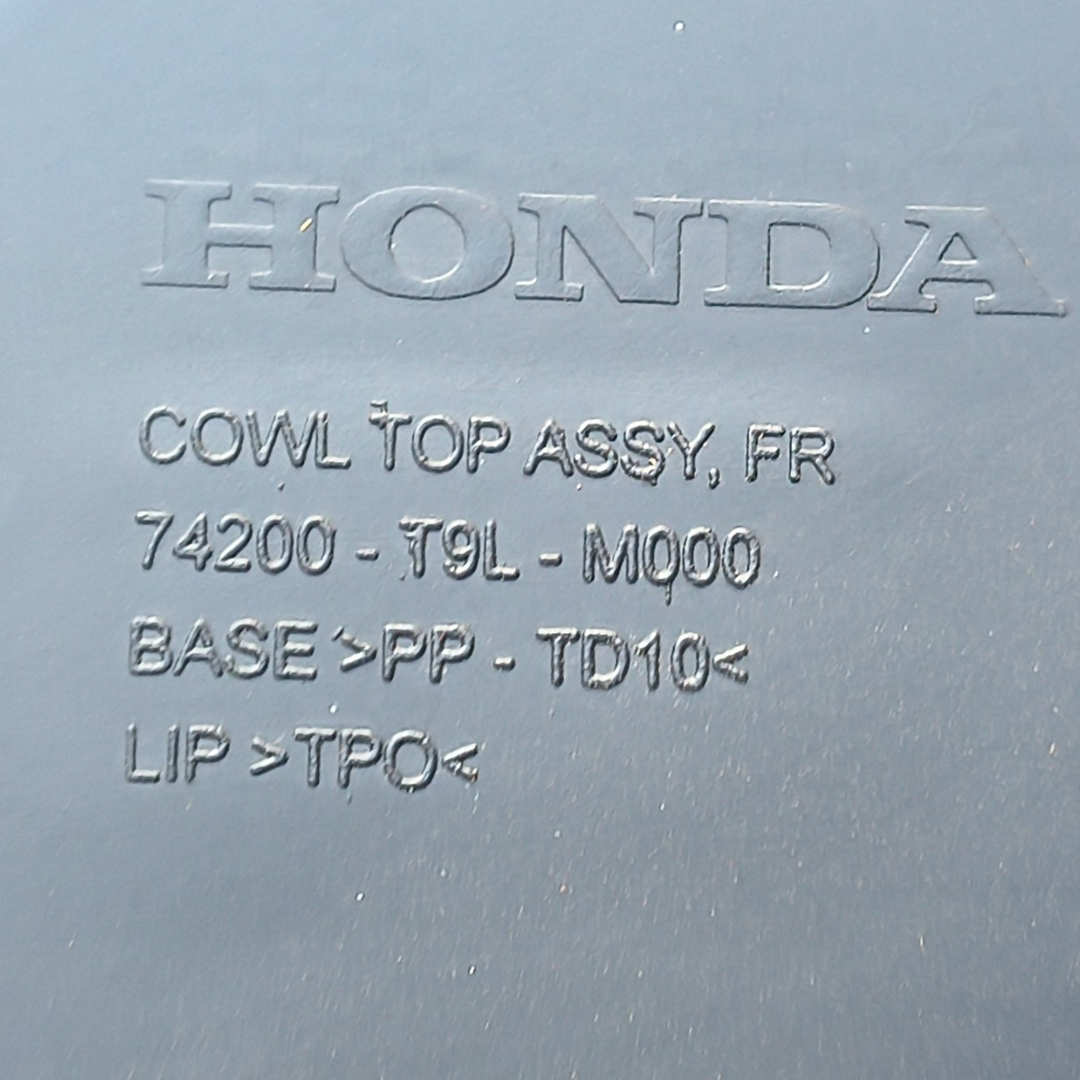 HONDA
COWL TOP ASSY, FR
74200 - T9L - M000
BASE >PP - TD10<
LIP >TPO<